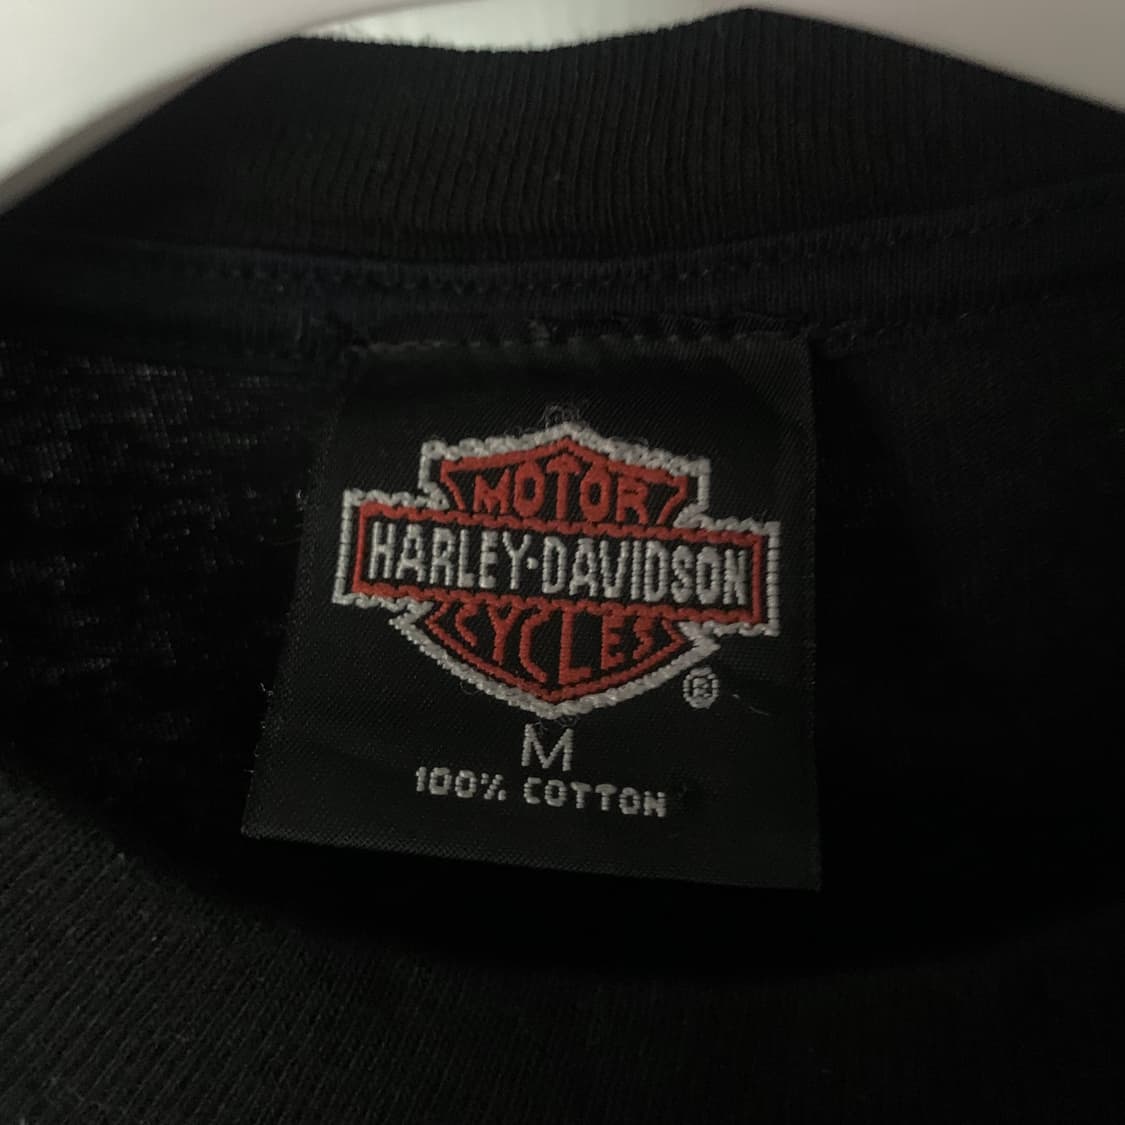 MOTOR
HARLEY-DAVIDSON
CYCLES
®
M
100% COTTON